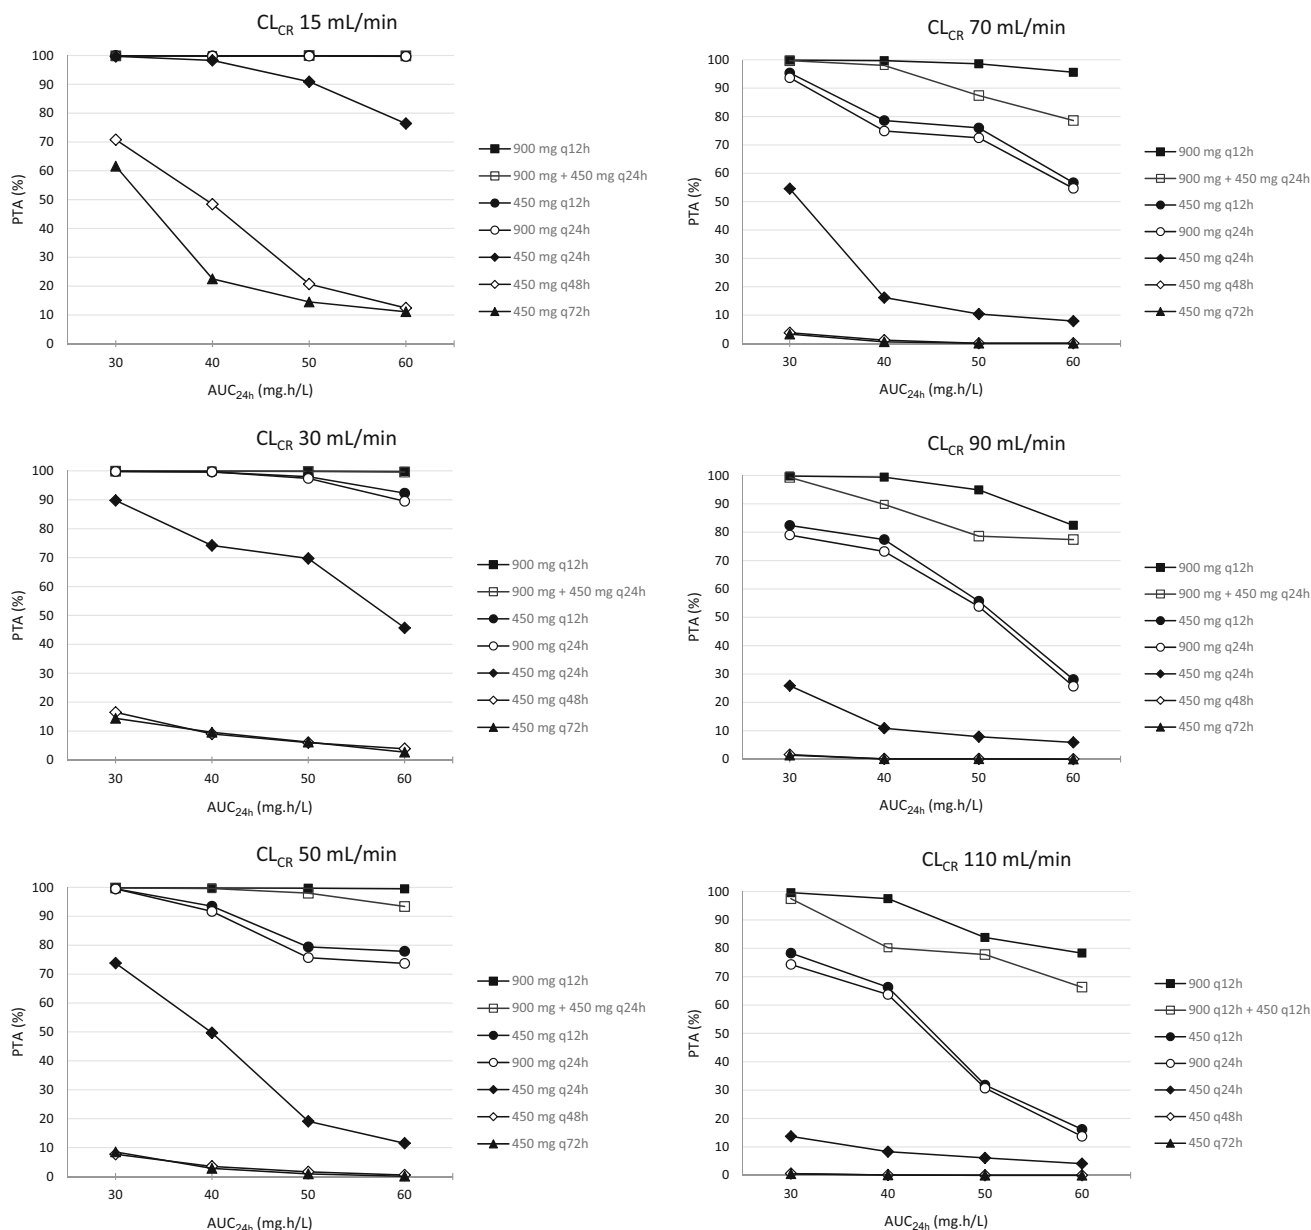 CLCR 15 mL/min
PTA (%)
100
90
80
70
60
50
40
30
20
10
0
30 40 50 60
AUC24h (mg.h/L)
900 mg q12h
900 mg + 450 mg q24h
450 mg q12h
900 mg q24h
450 mg q24h
450 mg q48h
450 mg q72h
CLCR 70 mL/min
PTA (%)
100
90
80
70
60
50
40
30
20
10
0
30 40 50 60
AUC24h (mg.h/L)
900 mg q12h
900 mg + 450 mg q24h
450 mg q12h
900 mg q24h
450 mg q24h
450 mg q48h
450 mg q72h
CLCR 30 mL/min
PTA (%)
100
90
80
70
60
50
40
30
20
10
0
30 40 50 60
AUC24h (mg.h/L)
900 mg q12h
900 mg + 450 mg q24h
450 mg q12h
900 mg q24h
450 mg q24h
450 mg q48h
450 mg q72h
CLCR 90 mL/min
PTA (%)
100
90
80
70
60
50
40
30
20
10
0
30 40 50 60
AUC24h (mg.h/L)
900 mg q12h
900 mg + 450 mg q24h
450 mg q12h
900 mg q24h
450 mg q24h
450 mg q48h
450 mg q72h
CLCR 50 mL/min
PTA (%)
100
90
80
70
60
50
40
30
20
10
0
30 40 50 60
AUC24h (mg.h/L)
900 mg q12h
900 mg + 450 mg q24h
450 mg q12h
900 mg q24h
450 mg q24h
450 mg q48h
450 mg q72h
CLCR 110 mL/min
PTA (%)
100
90
80
70
60
50
40
30
20
10
0
30 40 50 60
AUC24h (mg.h/L)
900 q12h
900 q12h + 450 q12h
450 q12h
900 q24h
450 q24h
450 q48h
450 q72h